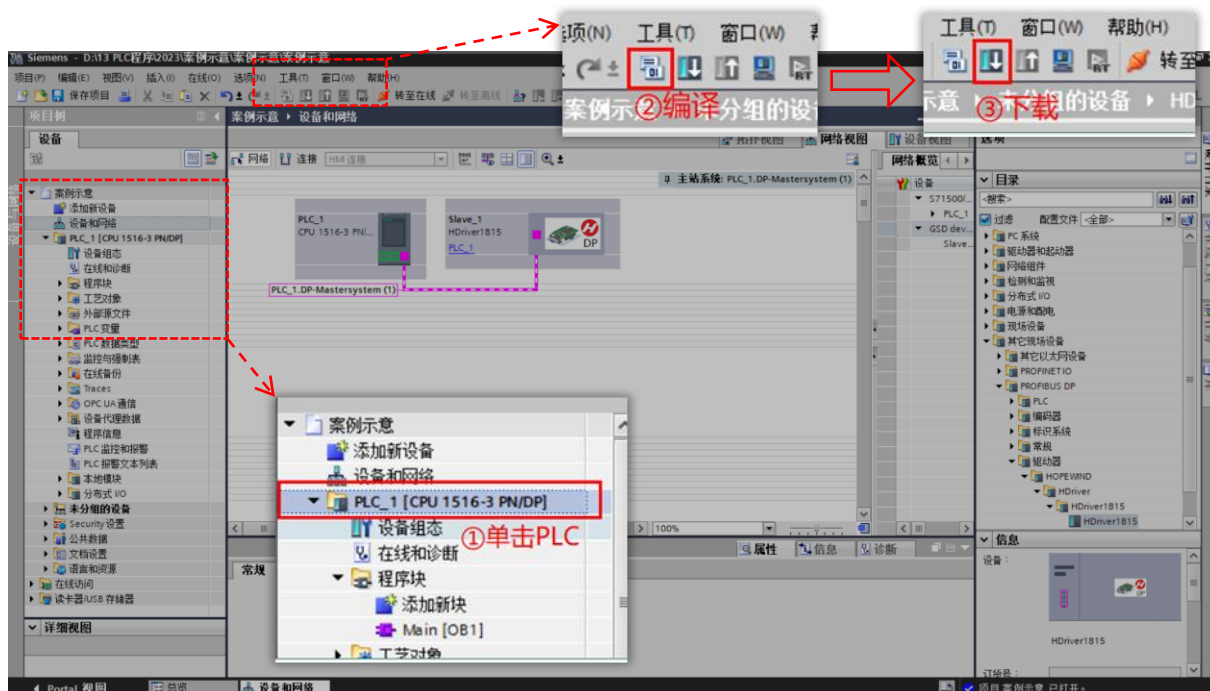 选项(N) 工具(T) 窗口(W)
工具(T) 窗口(W) 帮助(H)
转至
案例示
②编译
未分组的设
示意
未分组的设备
HD
③下载
Siemens - D:\13 PLC程序\2023\案例示意\案例示意\案例示意
项目(P) 编辑(E) 视图(V) 插入(I) 在线(O) 选项(N) 工具(T) 窗口(W) 帮助(H)
保存项目
转至在线
转至离线
项目树
案例示意 设备和网络
设备
拓扑视图
网络视图
设备视图
选项
网络
连接
HMI 连接
网络概览
主站系统: PLC_1.DP-Mastersystem (1)
设备
S71500/...
PLC_1
GSD dev...
Slave...
案例示意
添加新设备
设备和网络
PLC_1 [CPU 1516-3 PN/DP]
设备组态
在线和诊断
程序块
工艺对象
外部源文件
PLC 变量
PLC 数据类型
监控与强制表
在线备份
Traces
OPC UA 通信
设备代理数据
程序信息
PLC 监控和报警
PLC 报警文本列表
本地模块
分布式 I/O
未分组的设备
Security 设置
公共数据
文档设置
语言和资源
在线访问
读卡器/USB 存储器
详细视图
PLC_1
CPU 1516-3 PN/...
Slave_1
HDriver1815
PLC_1
DP
PLC_1.DP-Mastersystem (1)
案例示意
添加新设备
设备和网络
PLC_1 [CPU 1516-3 PN/DP]
设备组态
①单击PLC
在线和诊断
程序块
添加新块
Main [OB1]
工艺对象
100%
属性
信息
诊断
常规
目录
<搜索>
过滤 配置文件 <全部>
PC 系统
驱动器和起动器
网络组件
检测和监视
分布式 I/O
电源和配电
现场设备
其它现场设备
其它以太网设备
PROFINET IO
PROFIBUS DP
PLC
编码器
标识系统
常规
驱动器
HOPEWIND
HDriver
HDriver1815
HDriver1815
信息
设备:
DP
HDriver1815
订货号:
Portal 视图
总览
设备和网络
项目 案例示意 已打开。